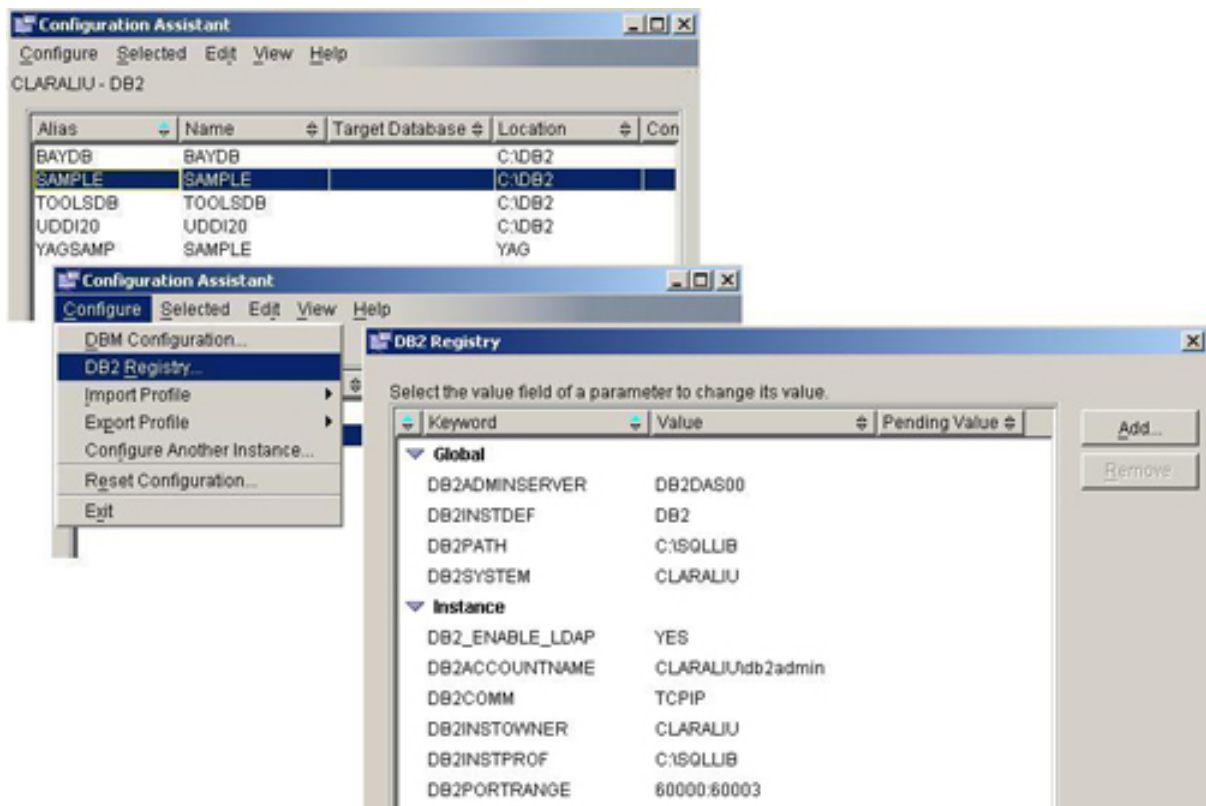 Configuration Assistant
Configure Selected Edit View Help
CLARALIU - DB2
Alias Name Target Database Location Con
BAYDB BAYDB C:\DB2
SAMPLE SAMPLE C:\DB2
TOOLSDB TOOLSDB C:\DB2
UDDI20 UDDI20 C:\DB2
YAGSAMP SAMPLE YAG
Configuration Assistant
Configure Selected Edit View Help
DBM Configuration...
DB2 Registry...
Import Profile
Export Profile
Configure Another Instance...
Reset Configuration...
Exit
DB2 Registry
Select the value field of a parameter to change its value.
Keyword Value Pending Value
Add...
Remove
Global
DB2ADMINSERVER DB2DAS00
DB2INSTDEF DB2
DB2PATH C:\SQLLIB
DB2SYSTEM CLARALIU
Instance
DB2_ENABLE_LDAP YES
DB2ACCOUNTNAME CLARALIU\db2admin
DB2COMM TCPIP
DB2INSTOWNER CLARALIU
DB2INSTPROF C:\SQLLIB
DB2PORTRANGE 60000:60003